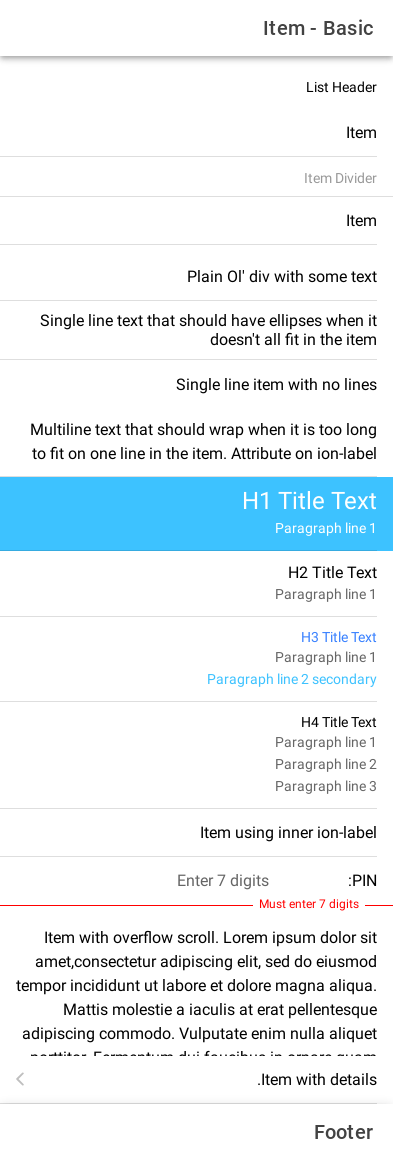 Item - Basic
List Header
Item
Item Divider
Item
Plain Ol' div with some text
Single line text that should have ellipses when it
doesn't all fit in the item
Single line item with no lines
Multiline text that should wrap when it is too long
to fit on one line in the item. Attribute on ion-label
H1 Title Text
Paragraph line 1
H2 Title Text
Paragraph line 1
H3 Title Text
Paragraph line 1
Paragraph line 2 secondary
H4 Title Text
Paragraph line 1
Paragraph line 2
Paragraph line 3
Item using inner ion-label
:PIN
Enter 7 digits
Must enter 7 digits
Item with overflow scroll. Lorem ipsum dolor sit
amet,consectetur adipiscing elit, sed do eiusmod
tempor incididunt ut labore et dolore magna aliqua.
Mattis molestie a iaculis at erat pellentesque
adipiscing commodo. Vulputate enim nulla aliquet
porttitor. Fermentum dui faucibus in ornare quam
.Item with details
Footer